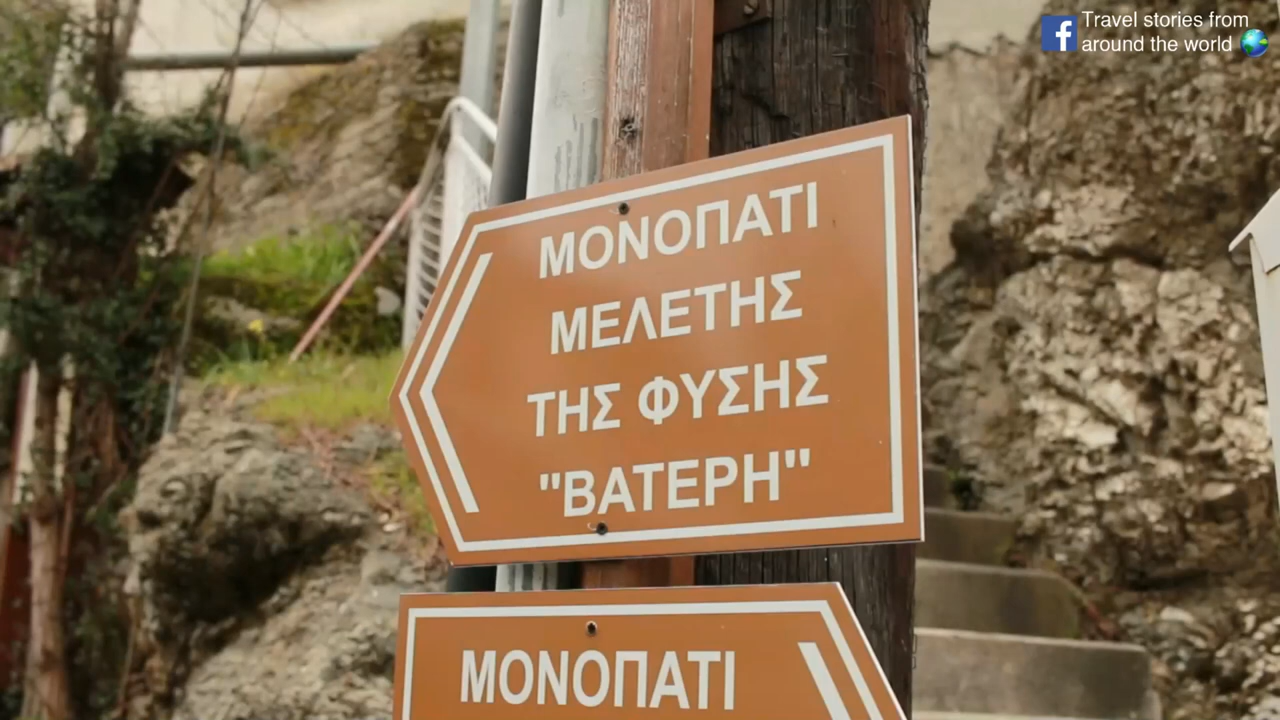 Travel stories from
around the world
ΜΟΝΟΠΑΤΙ
ΜΕΛΕΤΗΣ
ΤΗΣ ΦΥΣΗΣ
"ΒΑΤΕΡΗ"
ΜΟΝΟΠΑΤΙ